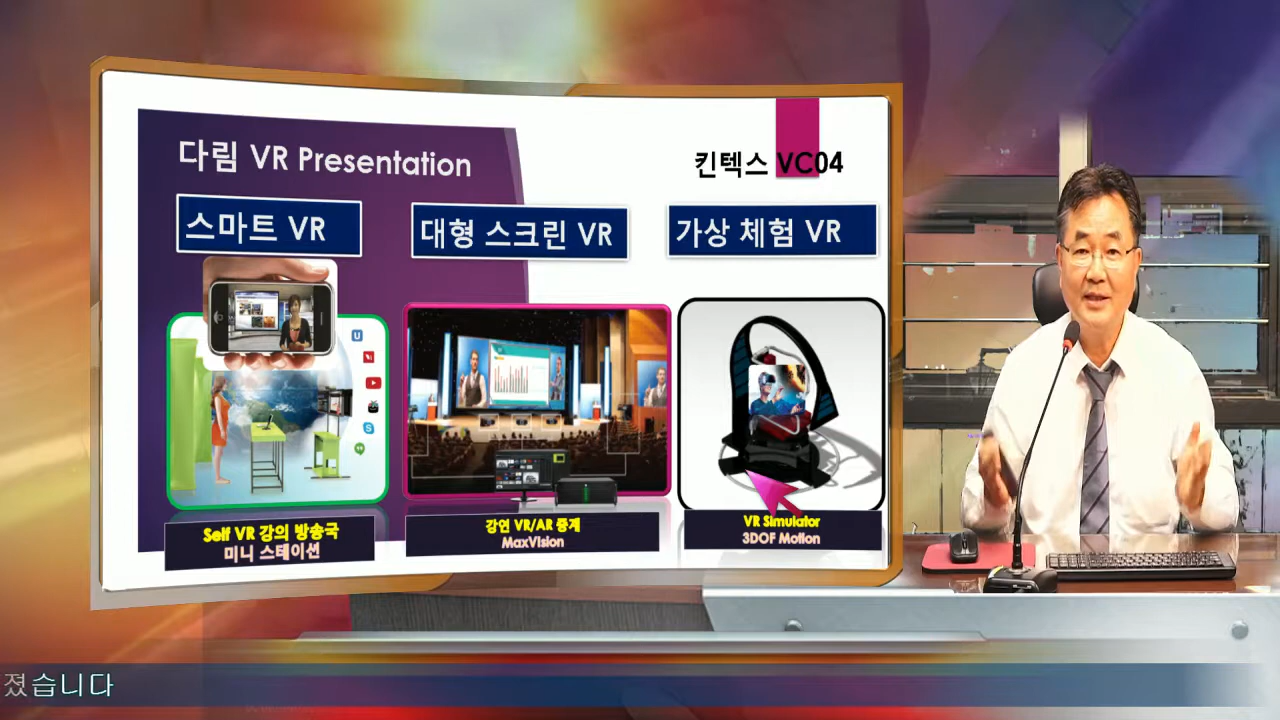 다림 VR Presentation
킨텍스 VC04
스마트 VR
대형 스크린 VR
가상 체험 VR
Self VR 강의 방송국
미니 스테이션
강연 VR/AR 중계
MaxVision
VR Simulator
3DOF Motion
졌습니다